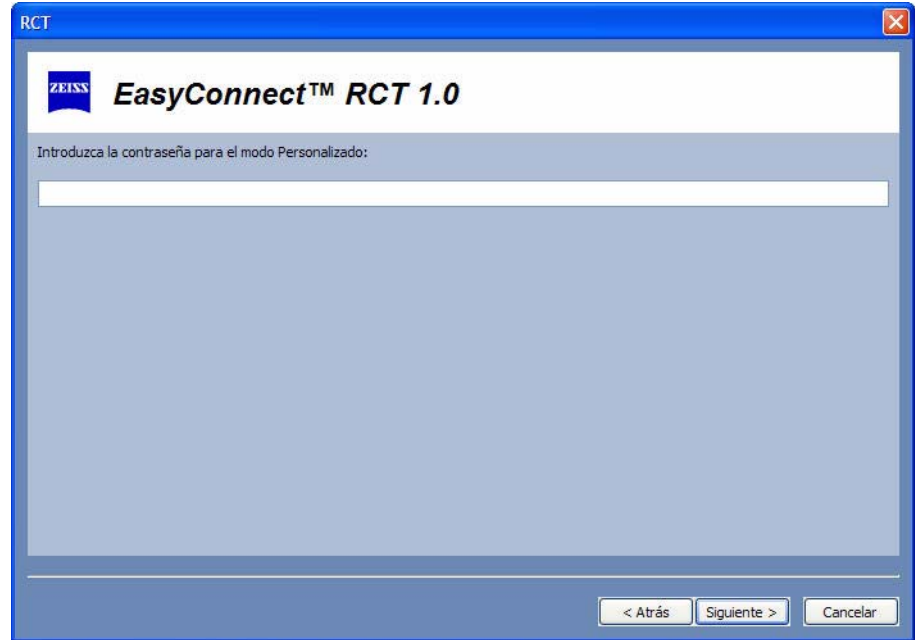 RCT
ZEISS
EasyConnect™ RCT 1.0
Introduzca la contraseña para el modo Personalizado:
< Atrás Siguiente > Cancelar